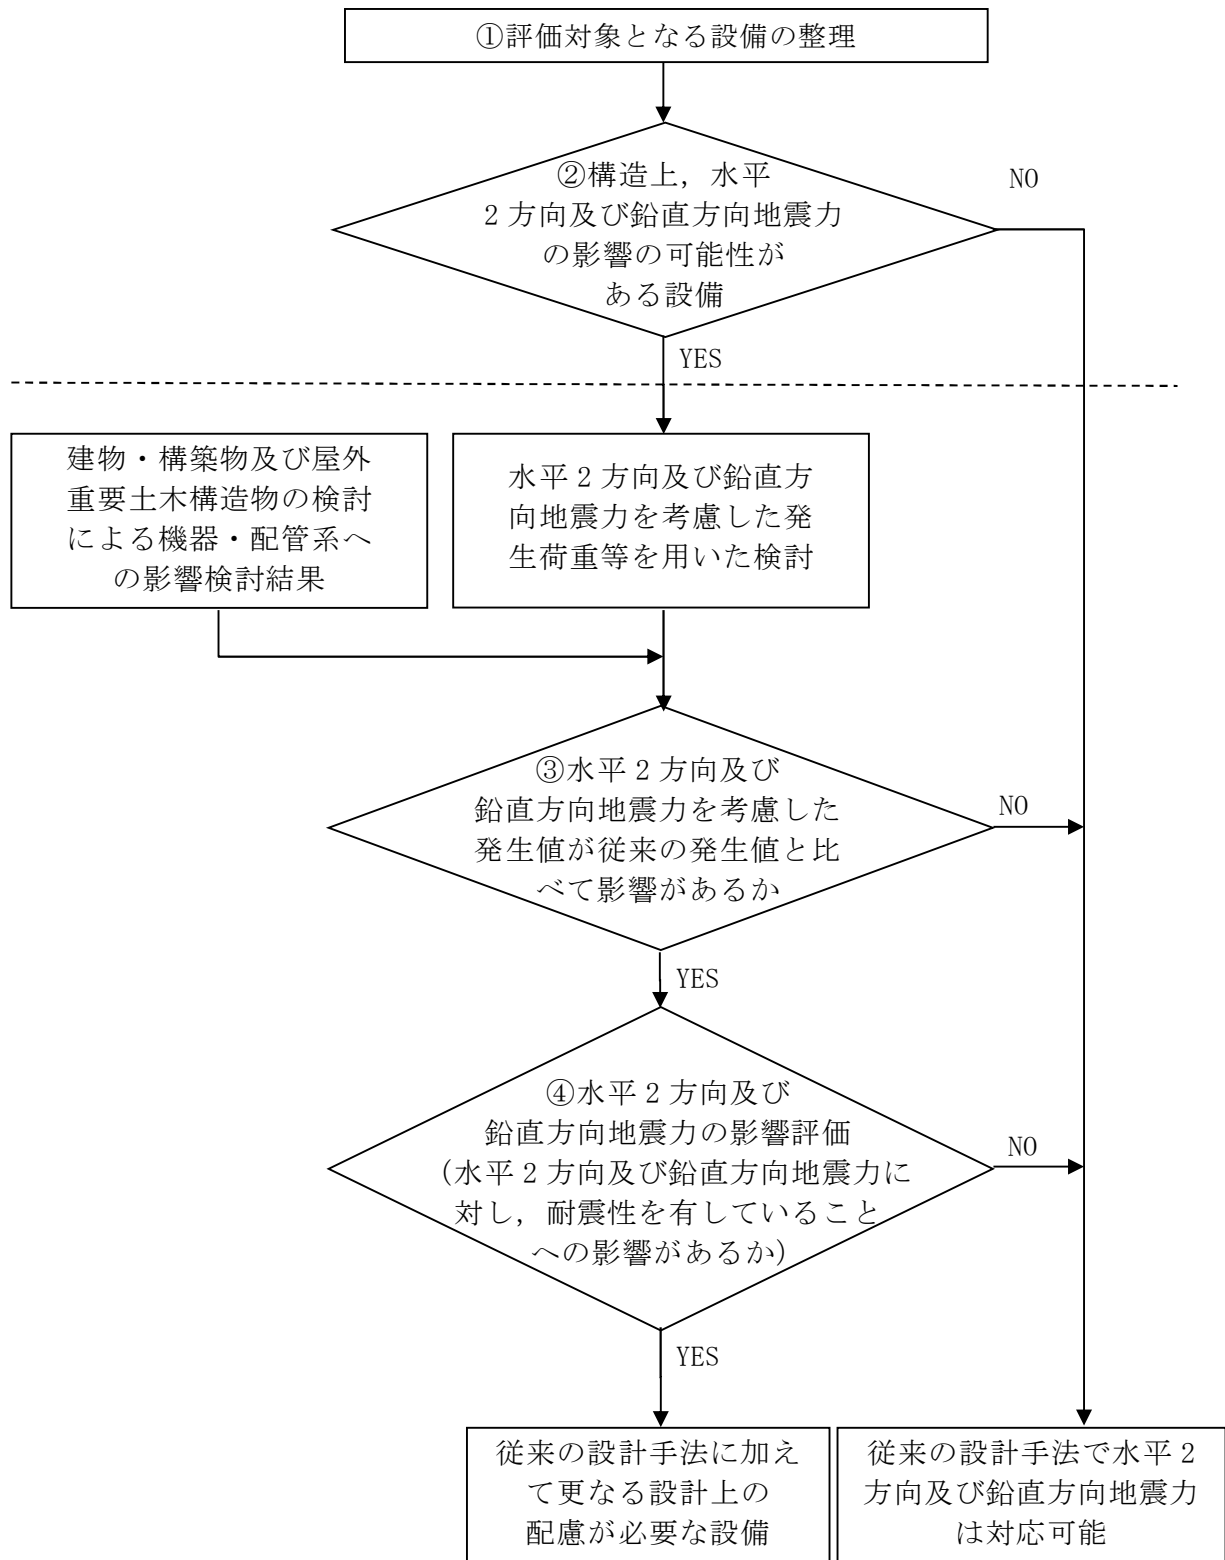 ①評価対象となる設備の整理
②構造上，水平
2方向及び鉛直方向地震力
の影響の可能性が
ある設備
NO
YES
建物・構築物及び屋外
重要土木構造物の検討
による機器・配管系へ
の影響検討結果
水平2方向及び鉛直方
向地震力を考慮した発
生荷重等を用いた検討
③水平2方向及び
鉛直方向地震力を考慮した
発生値が従来の発生値と比
べて影響があるか
NO
YES
④水平2方向及び
鉛直方向地震力の影響評価
（水平2方向及び鉛直方向地震力に
対し，耐震性を有していること
への影響があるか）
NO
YES
従来の設計手法に加え
て更なる設計上の
配慮が必要な設備
従来の設計手法で水平2
方向及び鉛直方向地震力
は対応可能